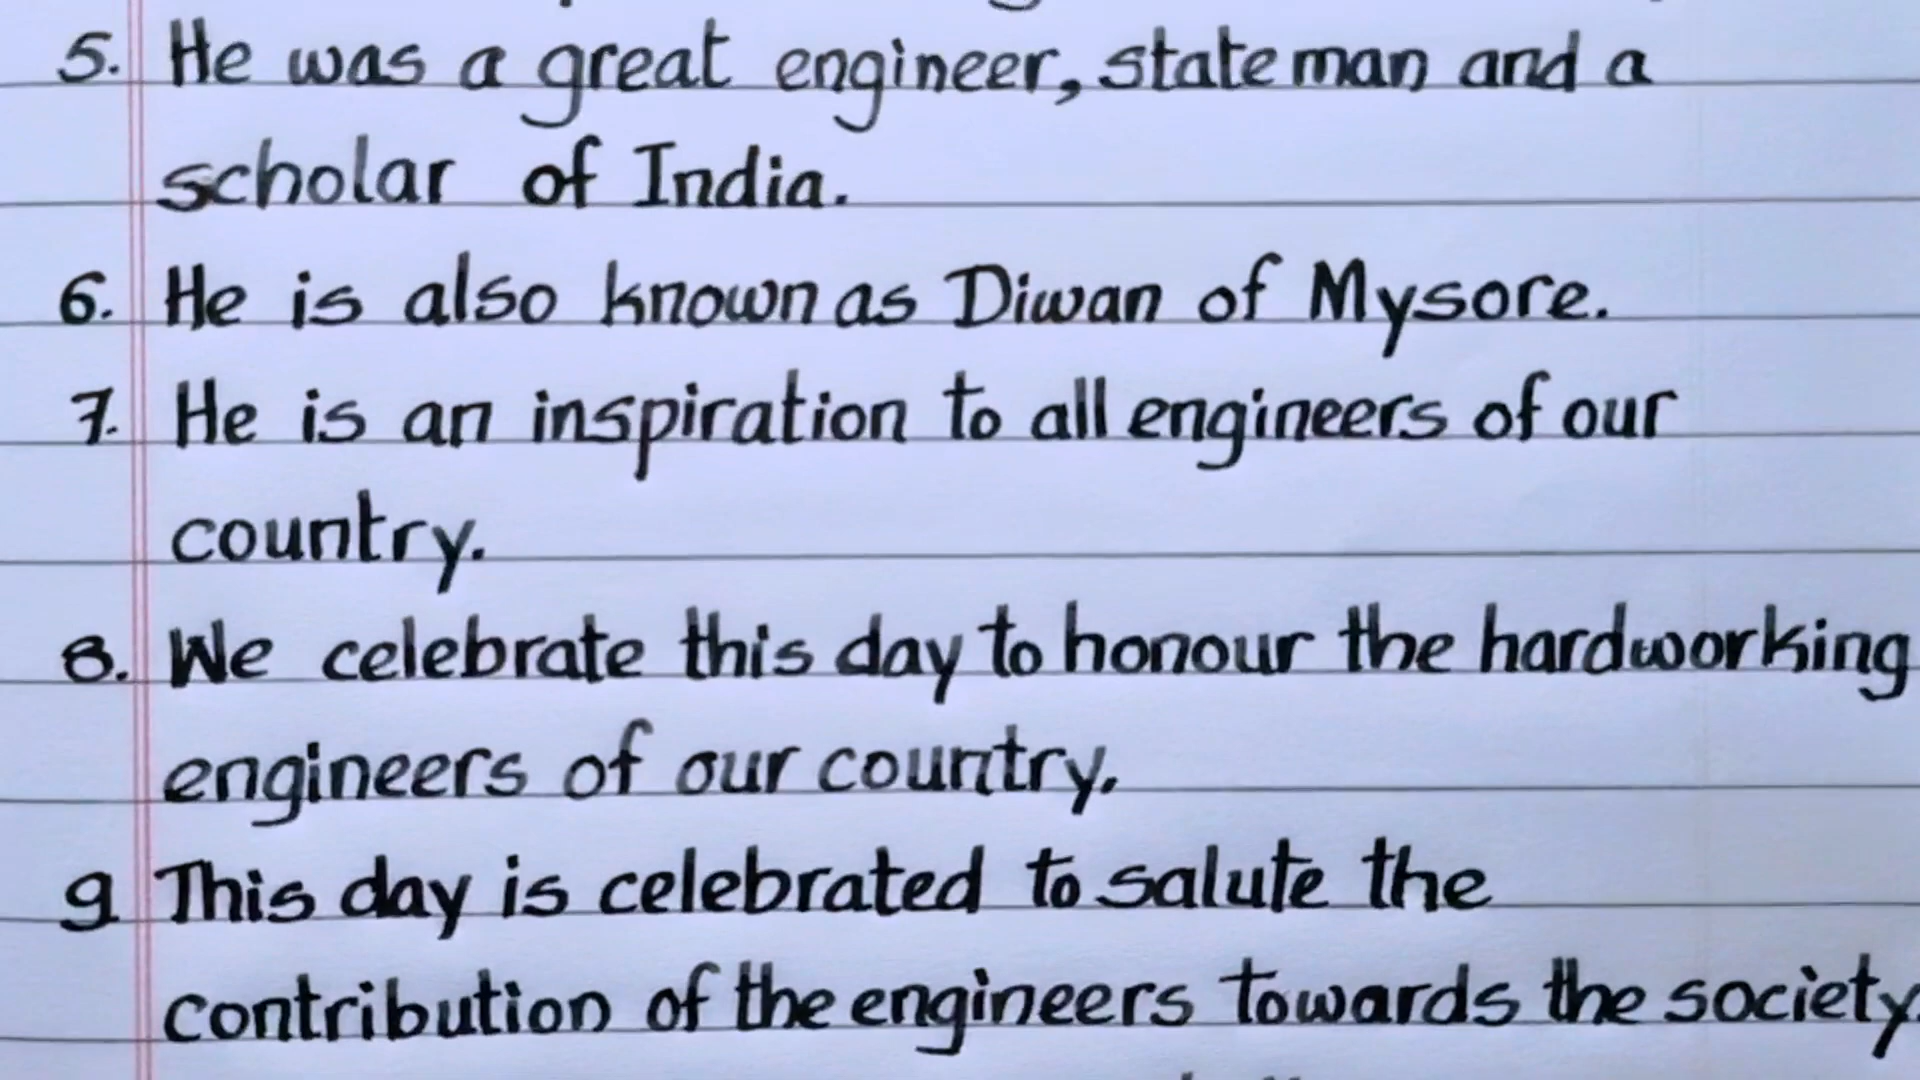 5. He was a great engineer, state man and a
scholar of India.
6. He is also known as Diwan of Mysore.
7. He is an inspiration to all engineers of our
country.
8. We celebrate this day to honour the hardworking
engineers of our country.
9 This day is celebrated to salute the
contribution of the engineers towards the society.